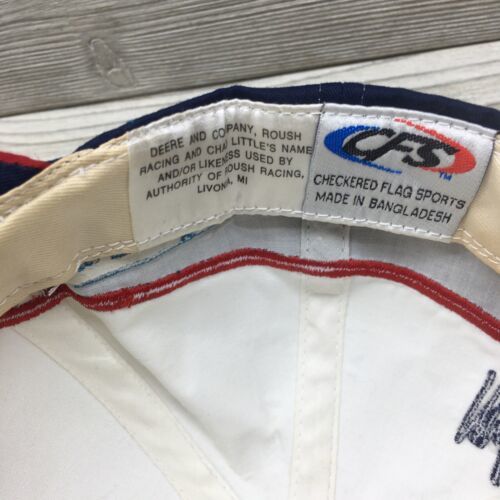 DEERE AND COMPANY, ROUSH
RACING AND CHAD LITTLE'S NAME
AND/OR LIKENESS USED BY
AUTHORITY OF ROUSH RACING,
LIVONIA, MI
CFS
TM
CHECKERED FLAG SPORTS
MADE IN BANGLADESH